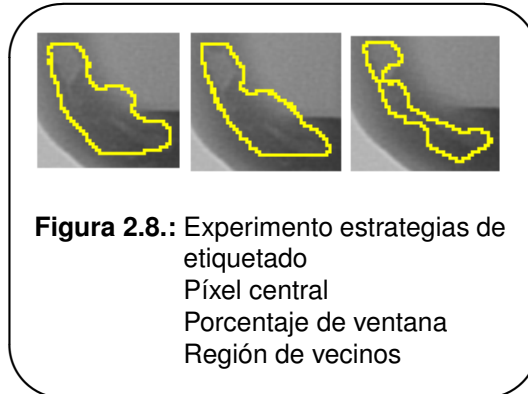 Figura 2.8.: Experimento estrategias de
etiquetado
Píxel central
Porcentaje de ventana
Región de vecinos